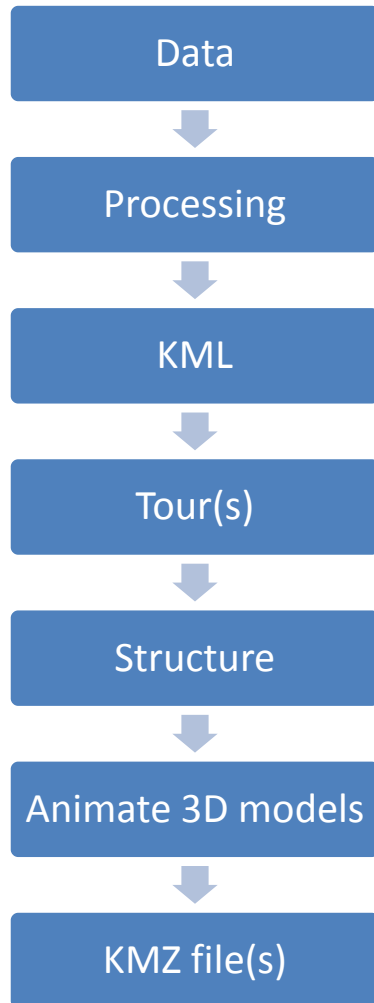 Data
Processing
KML
Tour(s)
Structure
Animate 3D models
KMZ file(s)